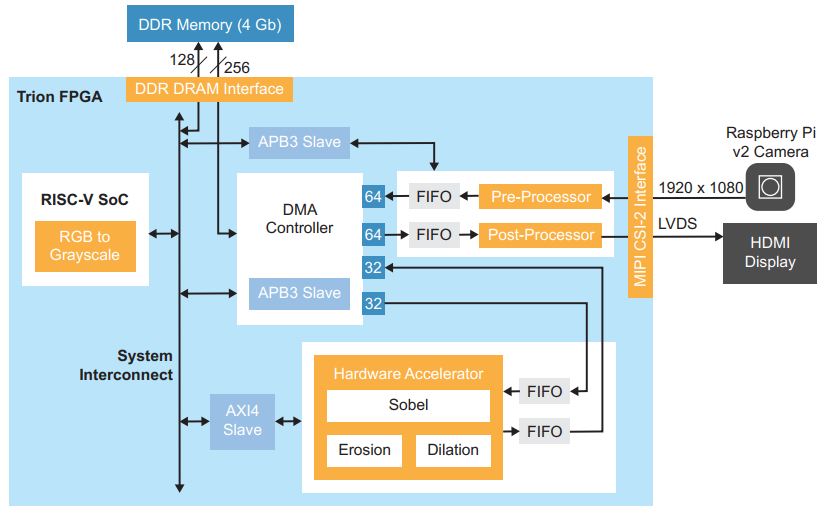 DDR Memory (4 Gb)
128
256
DDR DRAM Interface
Trion FPGA
APB3 Slave
Raspberry Pi
v2 Camera
RISC-V SoC
RGB to
Grayscale
DMA
Controller
64
FIFO
Pre-Processor
1920 x 1080
64
FIFO
Post-Processor
LVDS
MIPI CSI-2 Interface
HDMI
Display
32
APB3 Slave
32
System
Interconnect
Hardware Accelerator
Sobel
FIFO
AXI4
Slave
Erosion
Dilation
FIFO